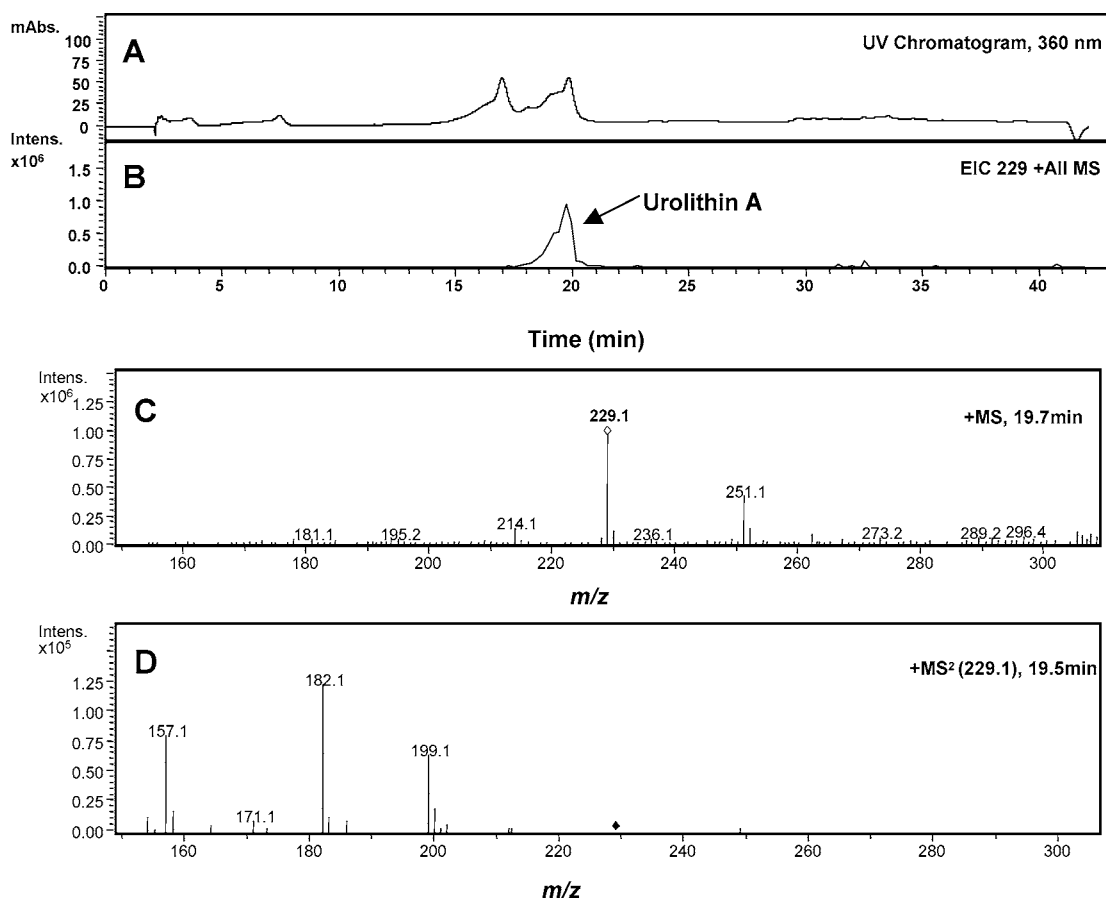 mAbs.
A
UV Chromatogram, 360 nm
100
75
50
25
0
Intens.
x10⁶
B
EIC 229 +All MS
1.5
1.0
0.5
0.0
Urolithin A
0 5 10 15 20 25 30 35 40
Time (min)
Intens.
x10⁶
C
+MS, 19.7min
1.25
1.00
0.75
0.50
0.25
0.00
229.1
251.1
181.1 195.2 214.1 236.1 273.2 289.2 296.4
160 180 200 220 240 260 280 300
m/z
Intens.
x10⁵
D
+MS² (229.1), 19.5min
1.25
1.00
0.75
0.50
0.25
0.00
182.1
157.1
199.1
171.1
160 180 200 220 240 260 280 300
m/z